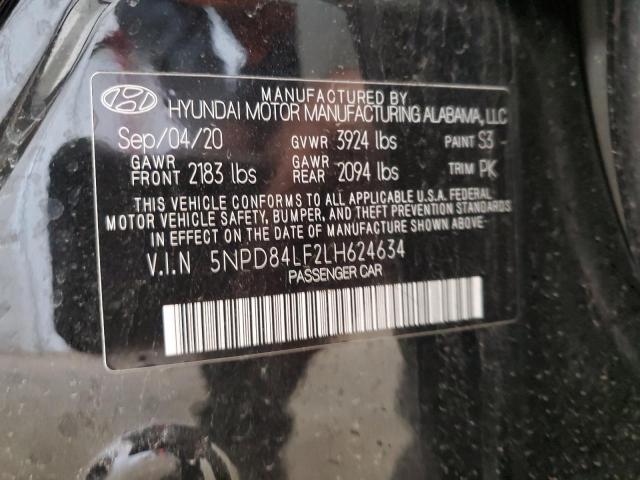 MANUFACTURED BY
HYUNDAI MOTOR MANUFACTURING ALABAMA, LLC
Sep/04/20 GVWR 3924 lbs PAINT S3
GAWR FRONT 2183 lbs GAWR REAR 2094 lbs TRIM PK
THIS VEHICLE CONFORMS TO ALL APPLICABLE U.S.A. FEDERAL
MOTOR VEHICLE SAFETY, BUMPER, AND THEFT PREVENTION STANDARDS
IN EFFECT ON THE DATE OF MANUFACTURE SHOWN ABOVE.
V.I.N 5NPD84LF2LH624634
PASSENGER CAR